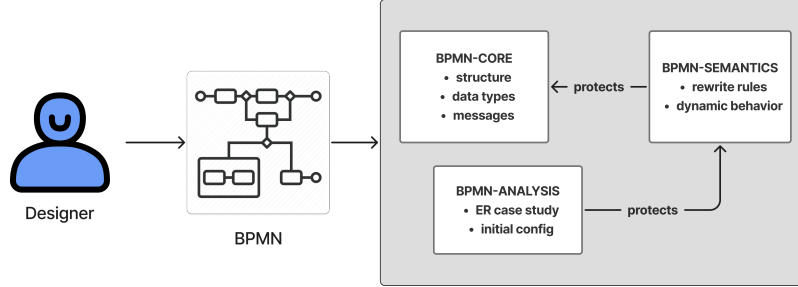 Designer
BPMN
BPMN-CORE
• structure
• data types
• messages
protects
BPMN-SEMANTICS
• rewrite rules
• dynamic behavior
BPMN-ANALYSIS
• ER case study
• initial config
protects